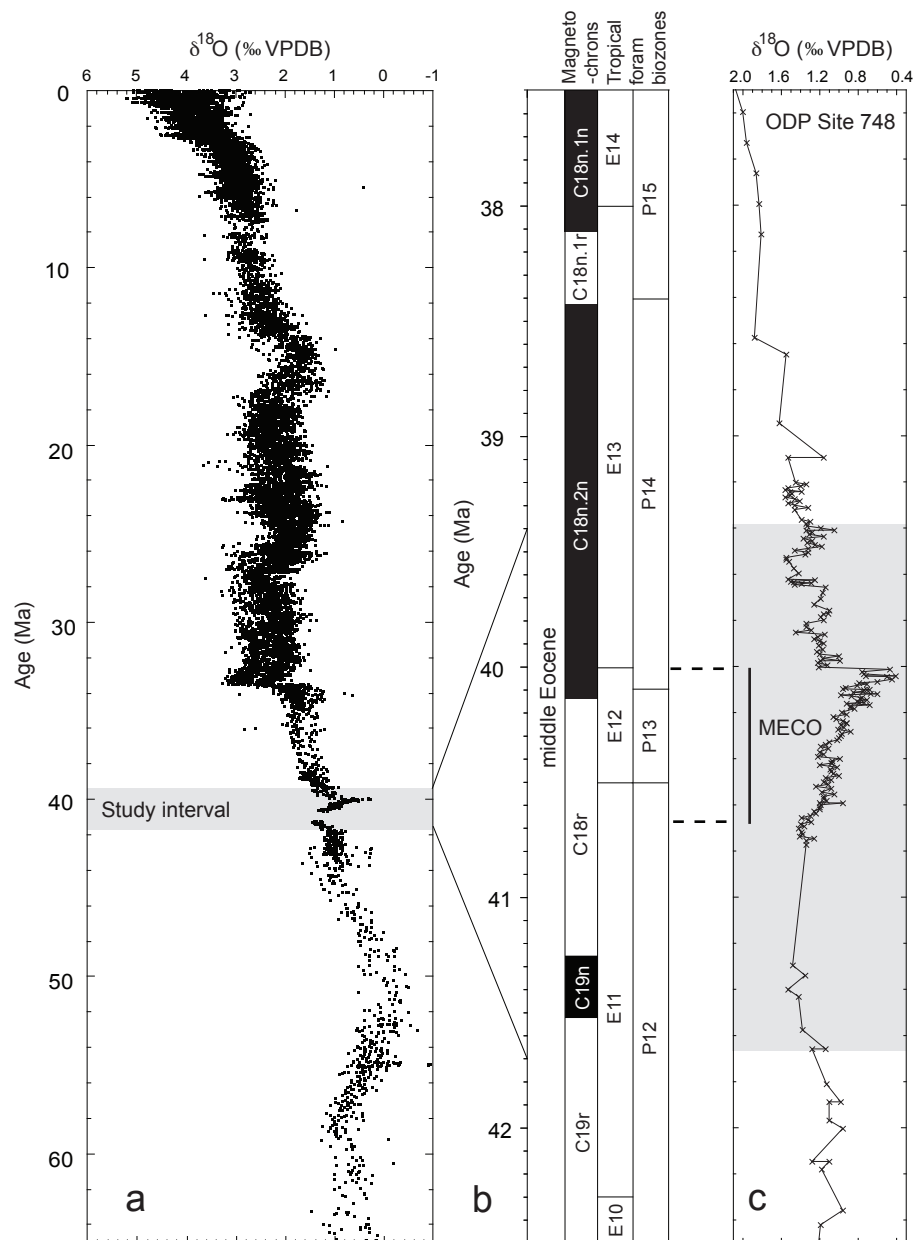 δ18O (‰ VPDB)
6 5 4 3 2 1 0 -1
0
10
20
30
40
50
60
Age (Ma)
Study interval
a
Magneto
-chrons
Tropical
foram
biozones
Age (Ma)
38
39
40
41
42
middle Eocene
C18n.1n
C18n.1r
C18n.2n
C18r
C19n
C19r
E14
E13
E12
E11
E10
P15
P14
P13
P12
b
δ18O (‰ VPDB)
2.0 1.6 1.2 0.8 0.4
ODP Site 748
MECO
c